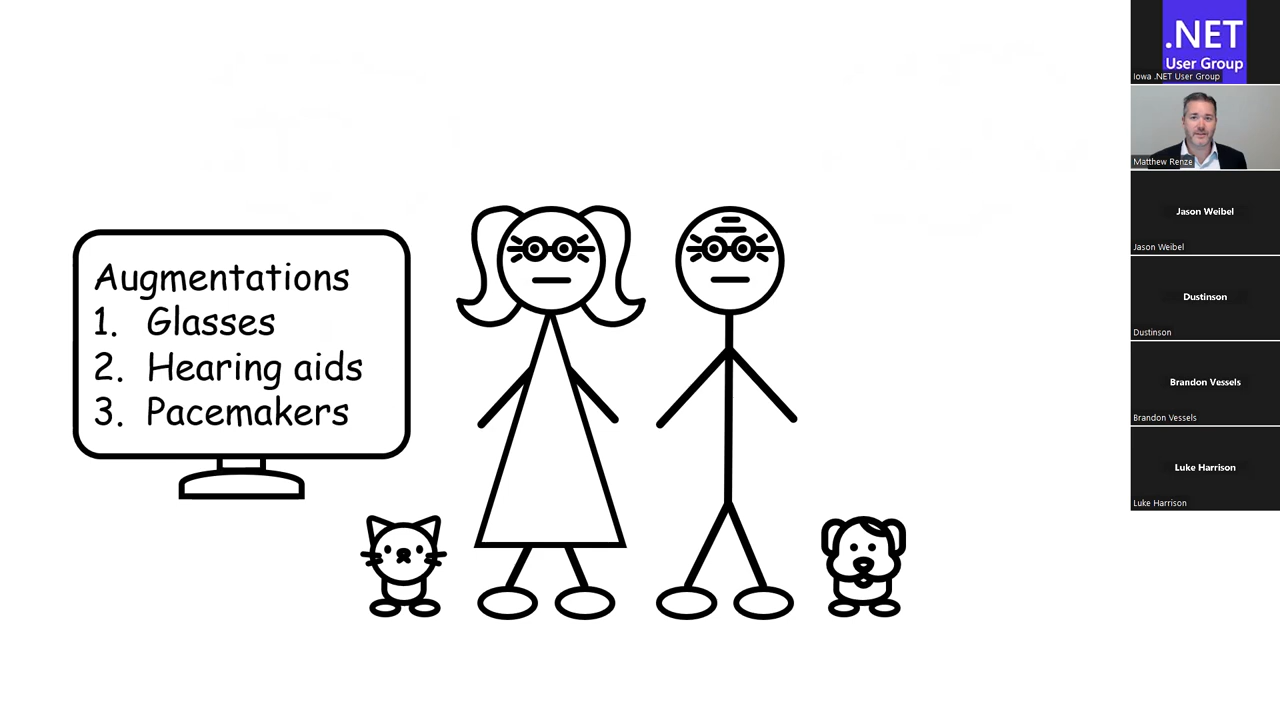 Augmentations
1. Glasses
2. Hearing aids
3. Pacemakers
.NET
User Group
Iowa .NET User Group
Matthew Renze
Jason Weibel
Jason Weibel
Dustinson
Dustinson
Brandon Vessels
Brandon Vessels
Luke Harrison
Luke Harrison